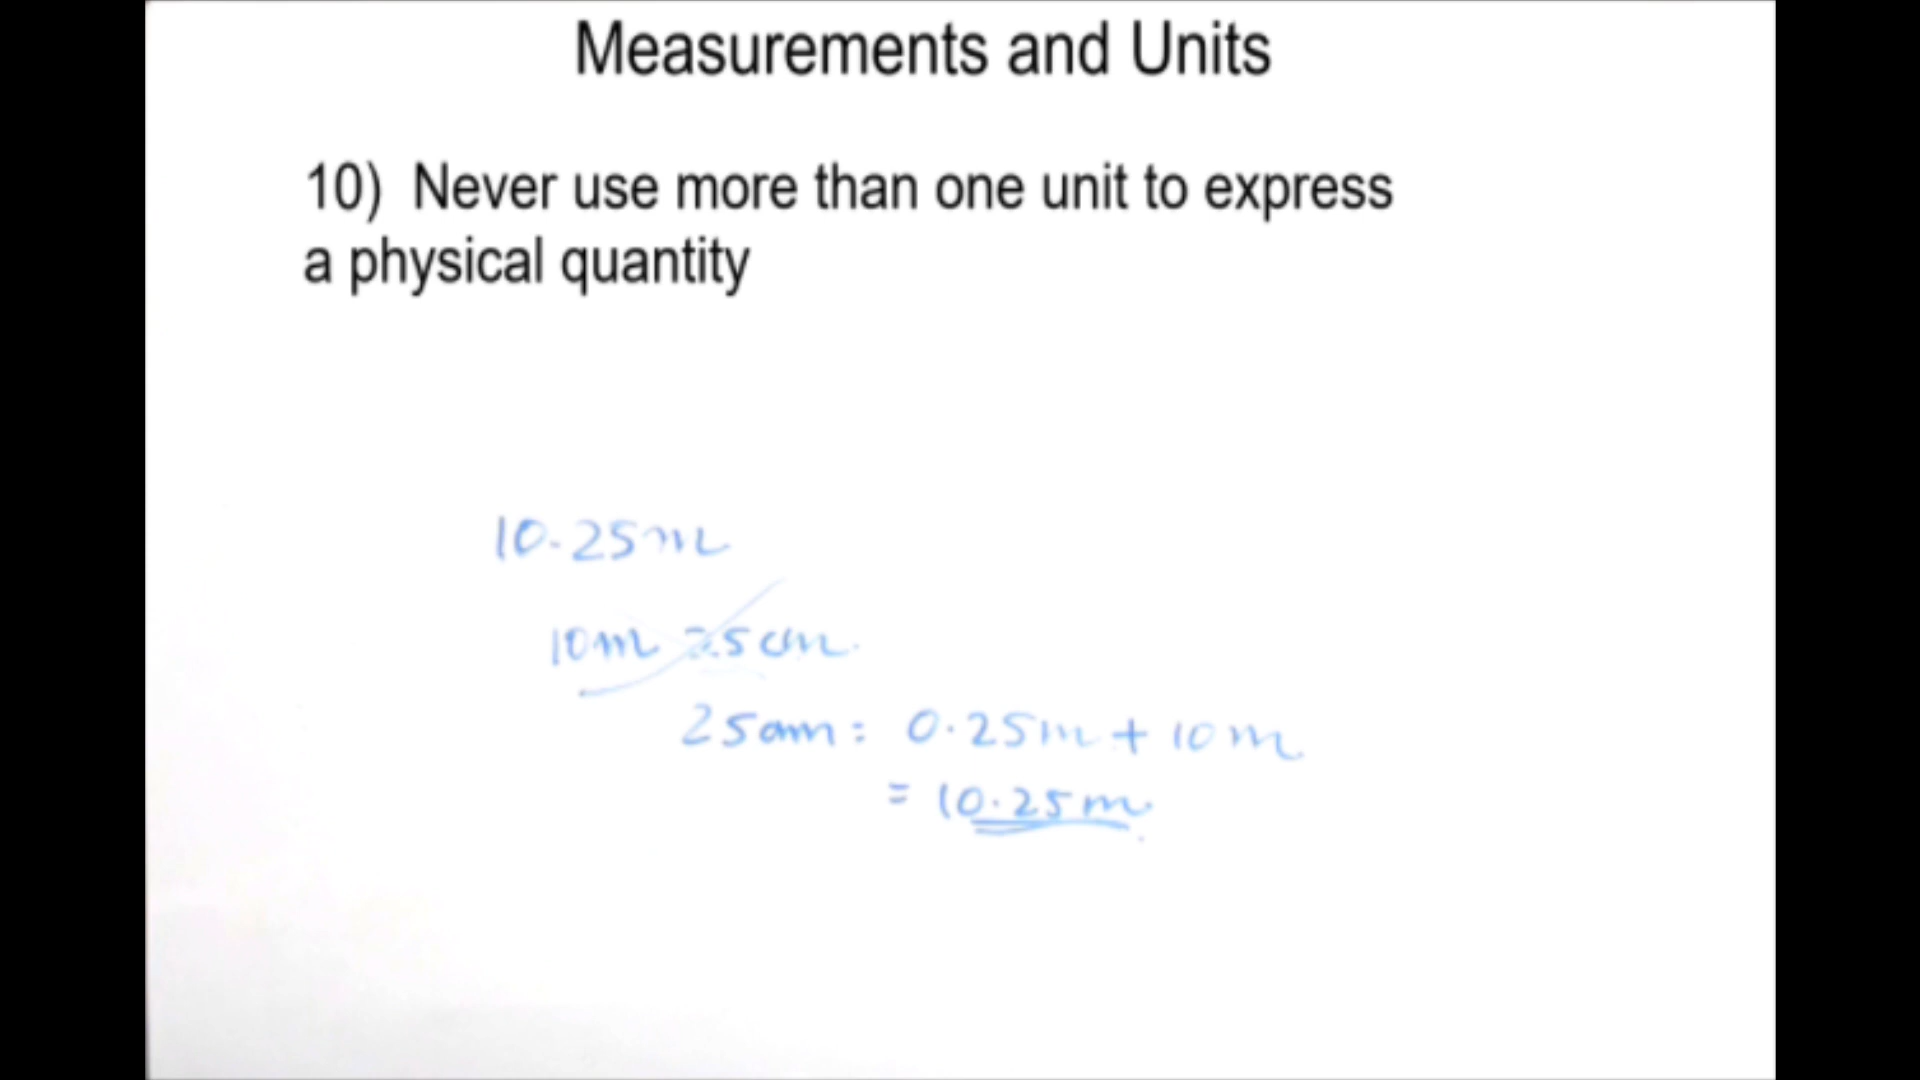 Measurements and Units
10) Never use more than one unit to express
a physical quantity
10.25m
10m 25cm.
25cm = 0.25m + 10m
= 10.25m.